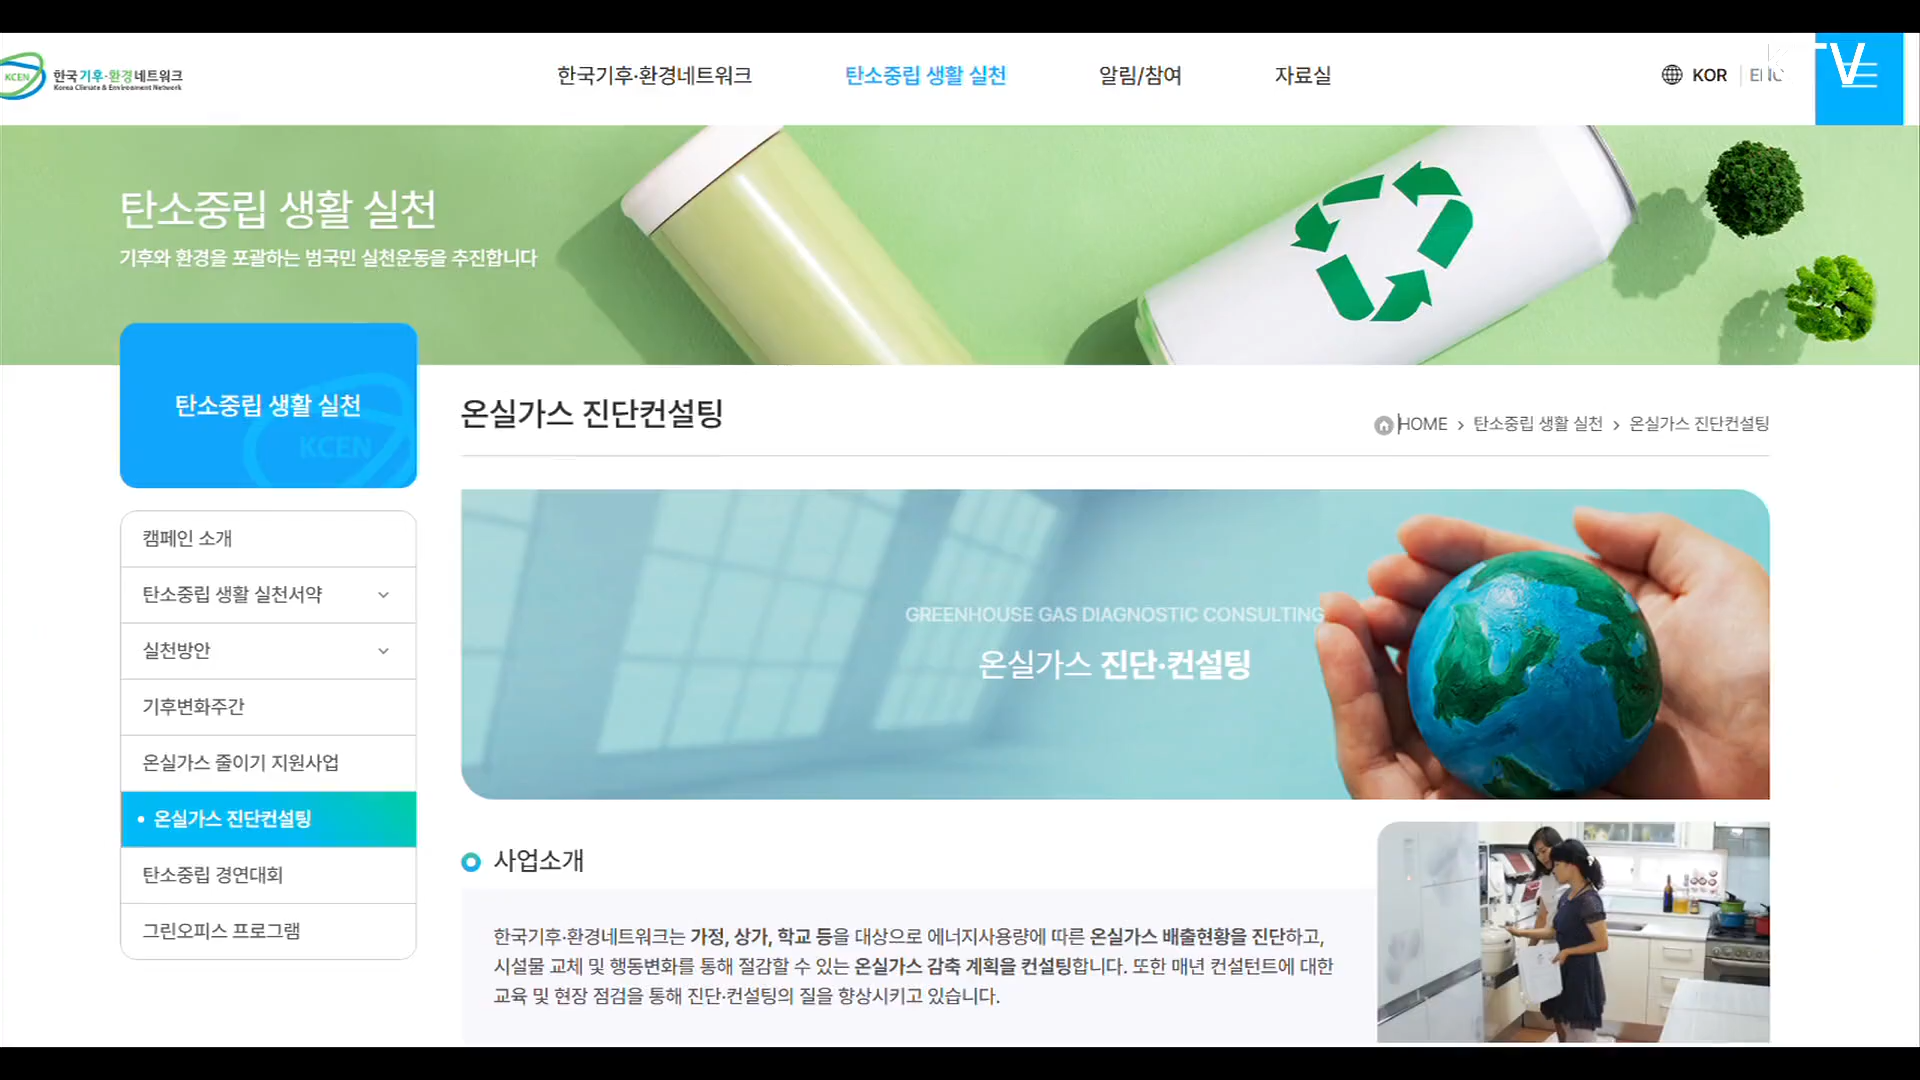 KCEN
한국기후·환경네트워크
Korea Climate & Environment Network
한국기후·환경네트워크
탄소중립 생활 실천
알림/참여
자료실
KOR
ENG
KTV
탄소중립 생활 실천
기후와 환경을 포괄하는 범국민 실천운동을 추진합니다
탄소중립 생활 실천
KCEN
캠페인 소개
탄소중립 생활 실천서약
실천방안
기후변화주간
온실가스 줄이기 지원사업
온실가스 진단컨설팅
탄소중립 경연대회
그린오피스 프로그램
온실가스 진단컨설팅
HOME > 탄소중립 생활 실천 > 온실가스 진단컨설팅
GREENHOUSE GAS DIAGNOSTIC CONSULTING
온실가스 진단·컨설팅
사업소개
한국기후·환경네트워크는 가정, 상가, 학교 등을 대상으로 에너지사용량에 따른 온실가스 배출현황을 진단하고,
시설물 교체 및 행동변화를 통해 절감할 수 있는 온실가스 감축 계획을 컨설팅합니다. 또한 매년 컨설턴트에 대한
교육 및 현장 점검을 통해 진단·컨설팅의 질을 향상시키고 있습니다.